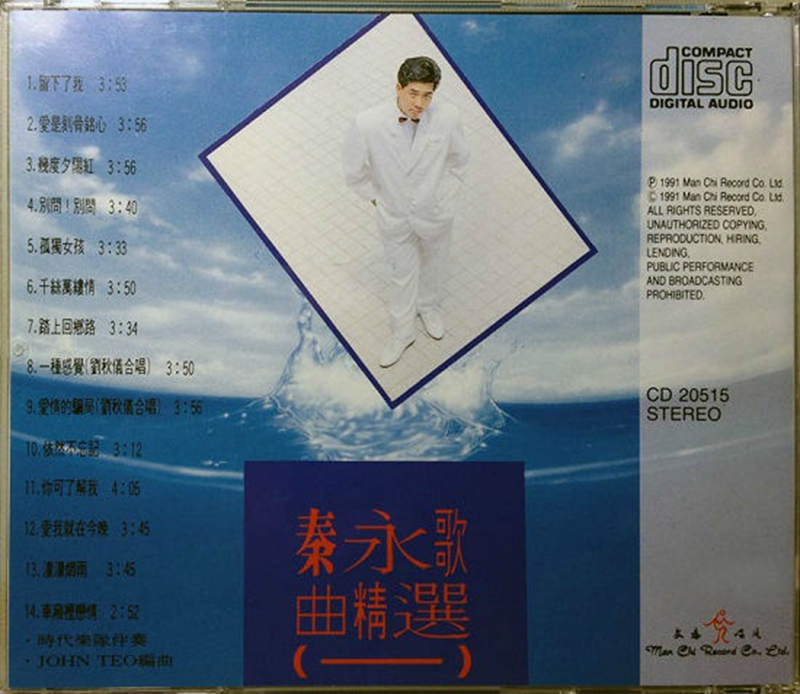 1.留下了我 3:53
2.愛是刻骨銘心 3:56
3.幾度夕陽紅 3:56
4.別問！別問 3:40
5.孤獨女孩 3:33
6.千絲萬縷情 3:50
7.踏上回鄉路 3:34
8.一種感覺(劉秋儀合唱) 3:50
9.愛情的騙局(劉秋儀合唱) 3:56
10.依然不忘記 3:12
11.你可了解我 4:05
12.愛我就在今晚 3:45
13.濛濛烟雨 3:45
14.車廂裡戀情 2:52
·時代樂隊伴奏
·JOHN TEO編曲
秦永歌
曲精選
(一)
COMPACT
disc
DIGITAL AUDIO
Ⓟ 1991 Man Chi Record Co. Ltd.
© 1991 Man Chi Record Co. Ltd.
ALL RIGHTS RESERVED,
UNAUTHORIZED COPYING,
REPRODUCTION, HIRING,
LENDING,
PUBLIC PERFORMANCE
AND BROADCASTING
PROHIBITED.
CD 20515
STEREO
Man Chi Record Co., Ltd.